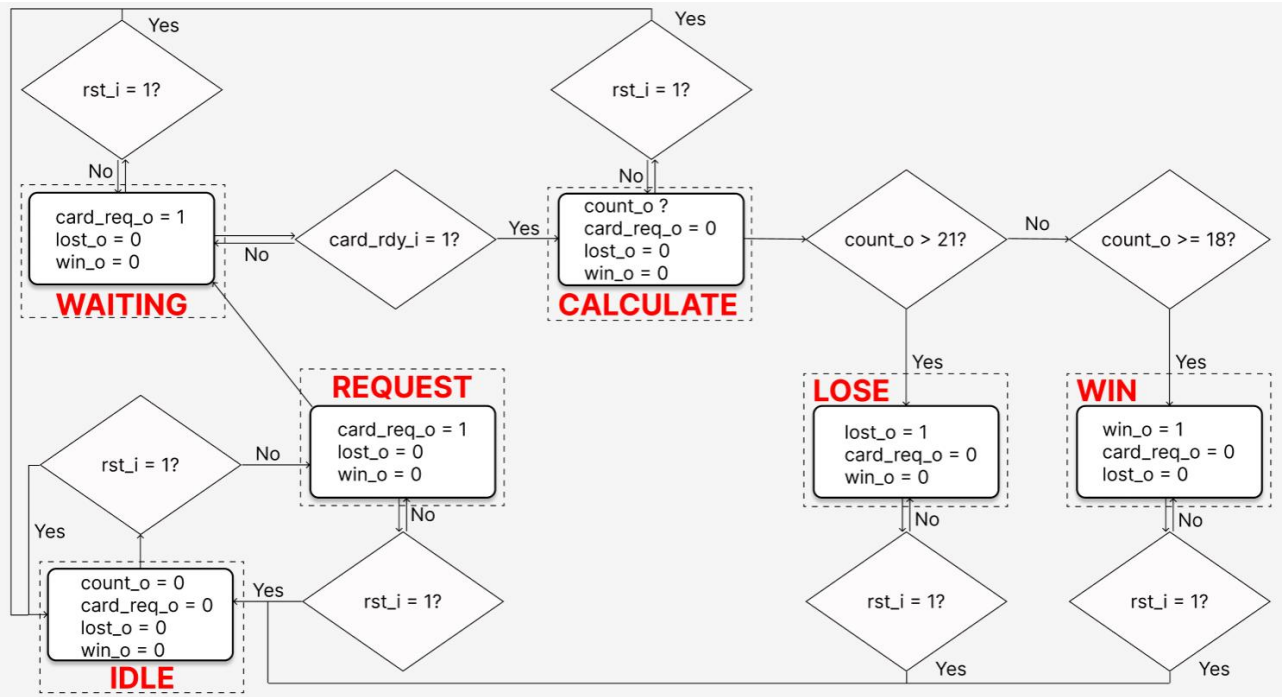 Yes
rst_i = 1?
No
Yes
rst_i = 1?
No
card_req_o = 1
lost_o = 0
win_o = 0
WAITING
No
card_rdy_i = 1?
Yes
count_o ?
card_req_o = 0
lost_o = 0
win_o = 0
CALCULATE
count_o > 21?
No
count_o >= 18?
Yes
Yes
REQUEST
card_req_o = 1
lost_o = 0
win_o = 0
No
LOSE
lost_o = 1
card_req_o = 0
win_o = 0
No
WIN
win_o = 1
card_req_o = 0
lost_o = 0
No
rst_i = 1?
No
Yes
count_o = 0
card_req_o = 0
lost_o = 0
win_o = 0
IDLE
Yes
rst_i = 1?
rst_i = 1?
Yes
rst_i = 1?
Yes